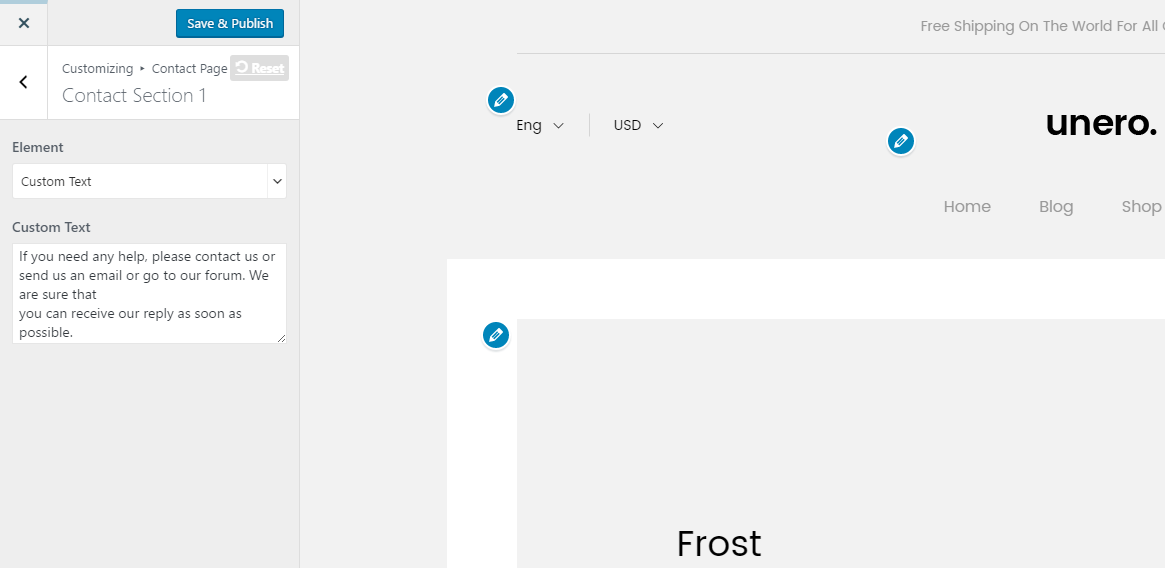 Save & Publish
Customizing ▸ Contact Page
Reset
Contact Section 1
Element
Custom Text
Custom Text
If you need any help, please contact us or
send us an email or go to our forum. We
are sure that
you can receive our reply as soon as
possible.
Free Shipping On The World For All
Eng
USD
unero.
Home Blog Shop
Frost